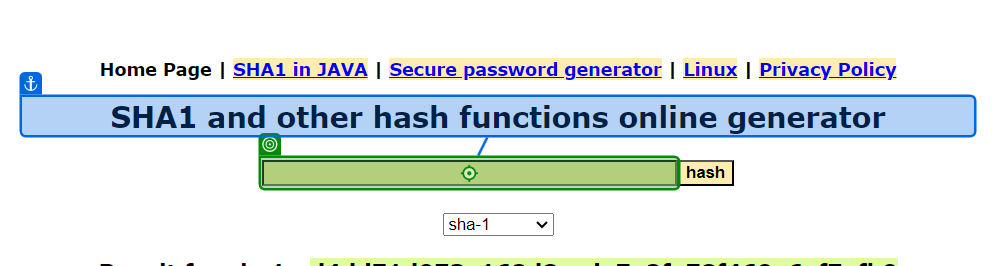 Home Page | SHA1 in JAVA | Secure password generator | Linux | Privacy Policy
SHA1 and other hash functions online generator
hash
sha-1